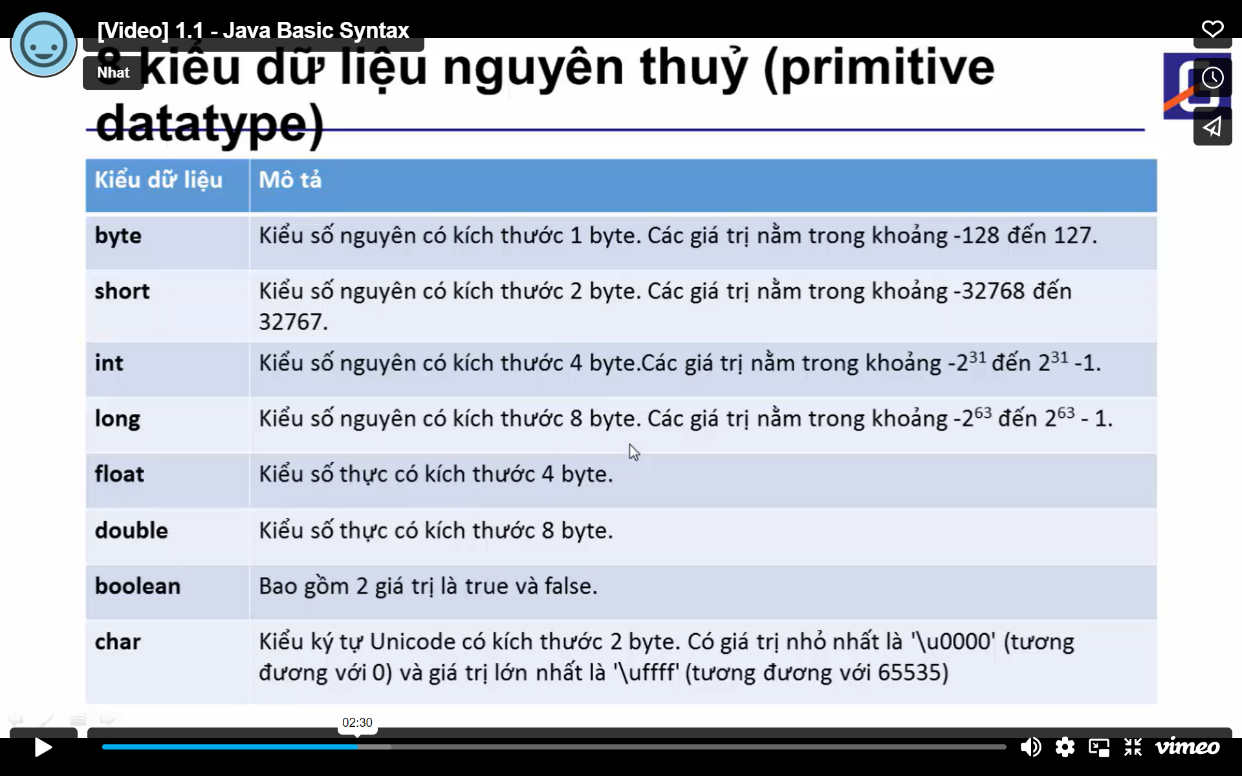 [Video] 1.1 - Java Basic Syntax
Nhat
8 kiểu dữ liệu nguyên thuỷ (primitive
datatype)
Kiểu dữ liệu Mô tả
byte Kiểu số nguyên có kích thước 1 byte. Các giá trị nằm trong khoảng -128 đến 127.
short Kiểu số nguyên có kích thước 2 byte. Các giá trị nằm trong khoảng -32768 đến
32767.
int Kiểu số nguyên có kích thước 4 byte.Các giá trị nằm trong khoảng -2³¹ đến 2³¹ -1.
long Kiểu số nguyên có kích thước 8 byte. Các giá trị nằm trong khoảng -2⁶³ đến 2⁶³ - 1.
float Kiểu số thực có kích thước 4 byte.
double Kiểu số thực có kích thước 8 byte.
boolean Bao gồm 2 giá trị là true và false.
char Kiểu ký tự Unicode có kích thước 2 byte. Có giá trị nhỏ nhất là '\u0000' (tương
đương với 0) và giá trị lớn nhất là '\uffff' (tương đương với 65535)
02:30
vimeo